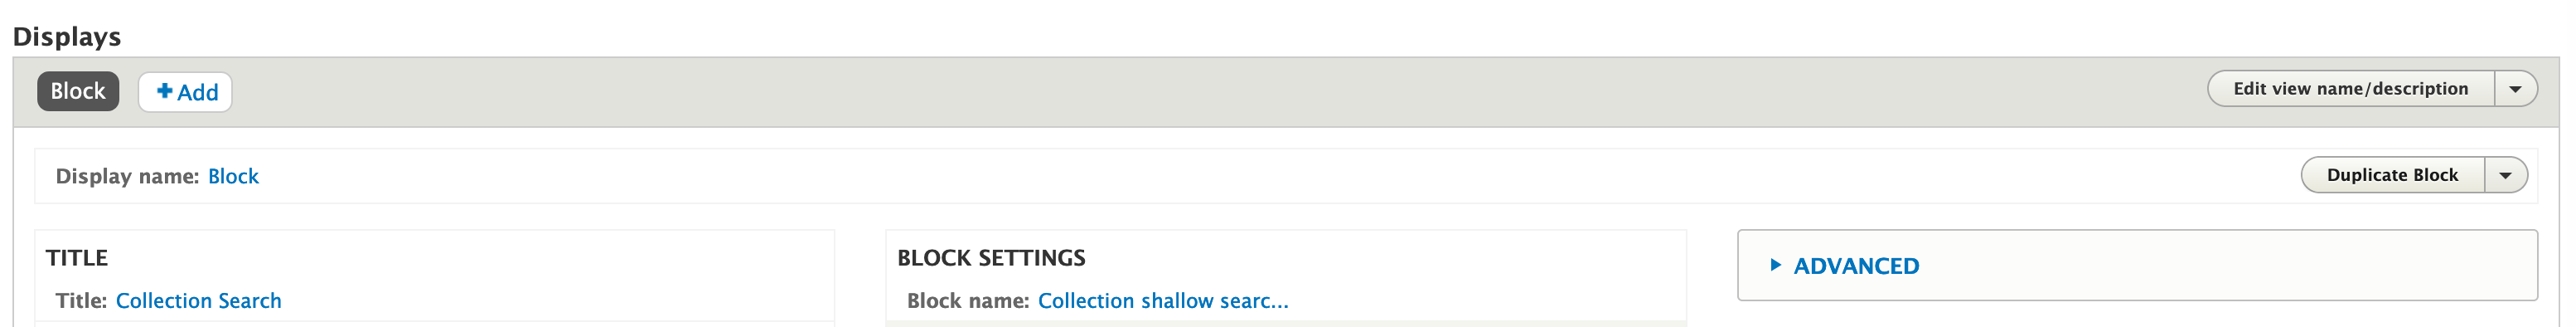 Displays
Block
Add
Edit view name/description
Display name: Block
Duplicate Block
TITLE
Title: Collection Search
BLOCK SETTINGS
Block name: Collection shallow searc...
ADVANCED